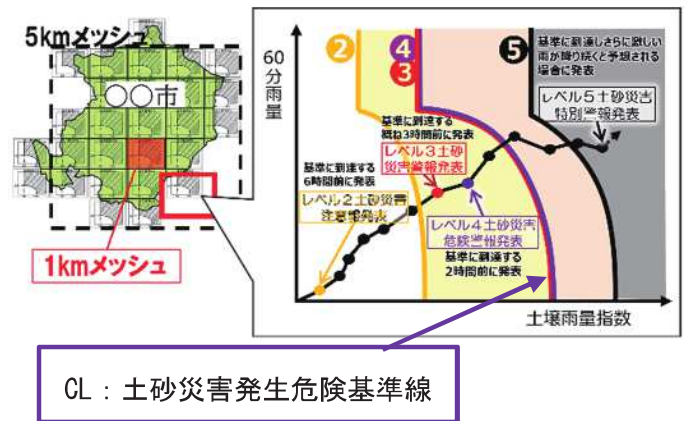 5kmメッシュ
○○市
1kmメッシュ
60分雨量
2
4
3
5
基準に到達しさらに激しい
雨が降り続くと予想される
場合に発表
レベル5土砂災害
特別警報発表
基準に到達する
概ね3時間前に発表
レベル3土砂
災害警報発表
基準に到達する
6時間前に発表
レベル2土砂災害
注意報発表
レベル4土砂災害
危険警報発表
基準に到達する
2時間前に発表
土壌雨量指数
CL：土砂災害発生危険基準線